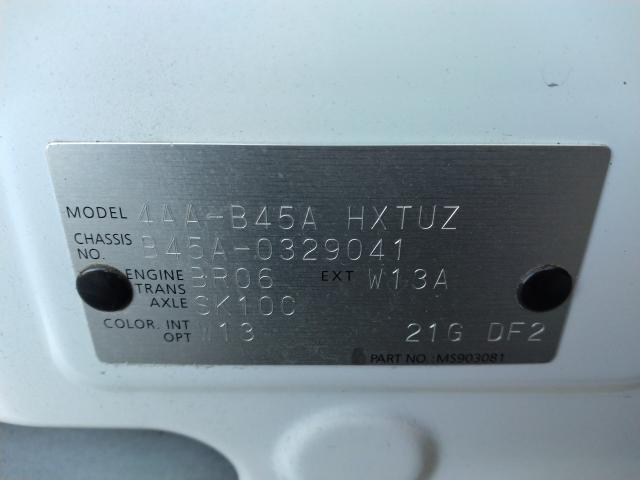 MODEL 4AA-B45A HXTUZ
CHASSIS NO. B45A-0329041
ENGINE BR06 EXT W13A
TRANS AXLE SK10C
COLOR. INT
OPT W13 21G DF2
PART NO.:MS903081